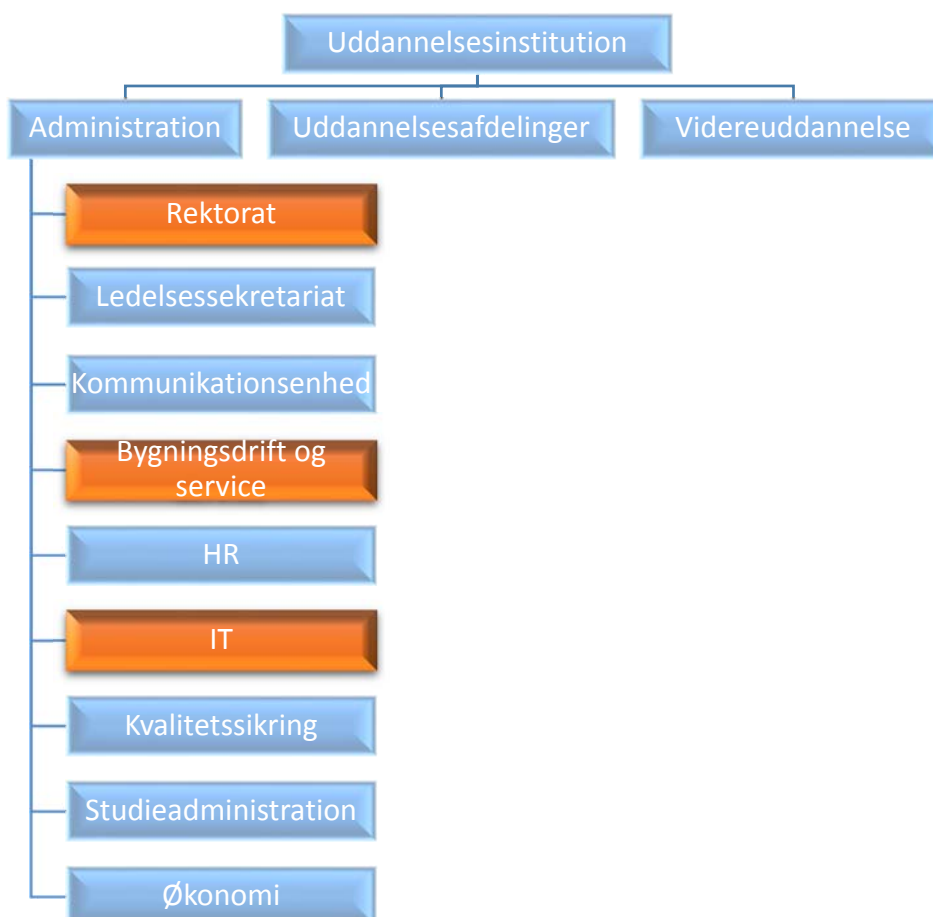 Uddannelsesinstitution
Administration
Uddannelsesafdelinger
Videreuddannelse
Rektorat
Ledelsessekretariat
Kommunikationsenhed
Bygningsdrift og
service
HR
IT
Kvalitetssikring
Studieadministration
Økonomi